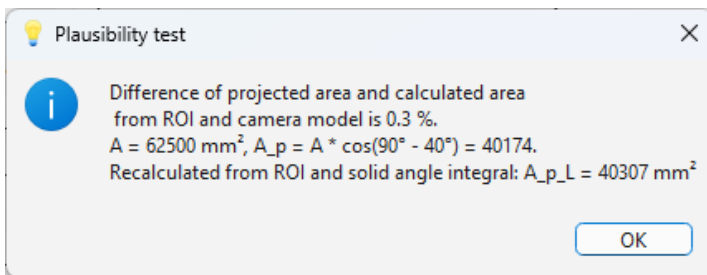 Plausibility test
Difference of projected area and calculated area
from ROI and camera model is 0.3 %.
A = 62500 mm², A_p = A * cos(90° - 40°) = 40174.
Recalculated from ROI and solid angle integral: A_p_L = 40307 mm²
OK